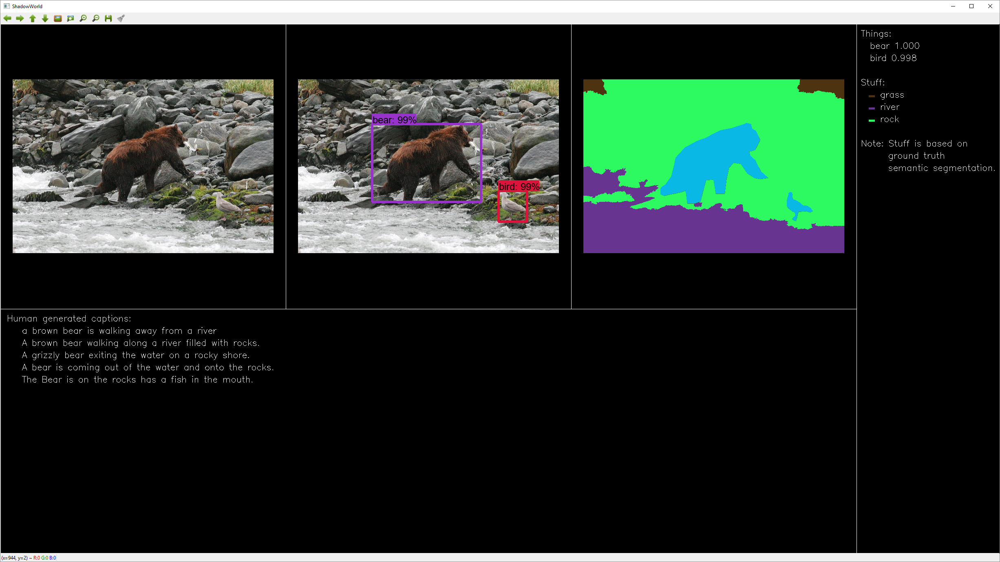 ShadowWorld
bear: 99%
bird: 99%
Things:
bear 1.000
bird 0.998
Stuff:
grass
river
rock
Note: Stuff is based on
ground truth
semantic segmentation.
Human generated captions:
a brown bear is walking away from a river
A brown bear walking along a river filled with rocks.
A grizzly bear exiting the water on a rocky shore.
A bear is coming out of the water and onto the rocks.
The Bear is on the rocks has a fish in the mouth.
(x=944, y=2) ~ R:0 G:0 B:0